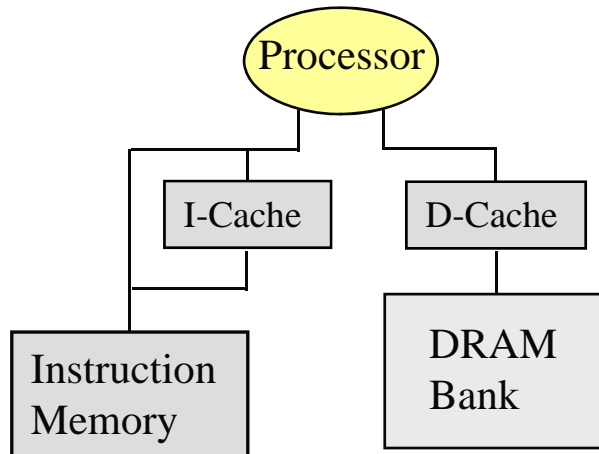 Processor
I-Cache
D-Cache
Instruction
Memory
DRAM
Bank